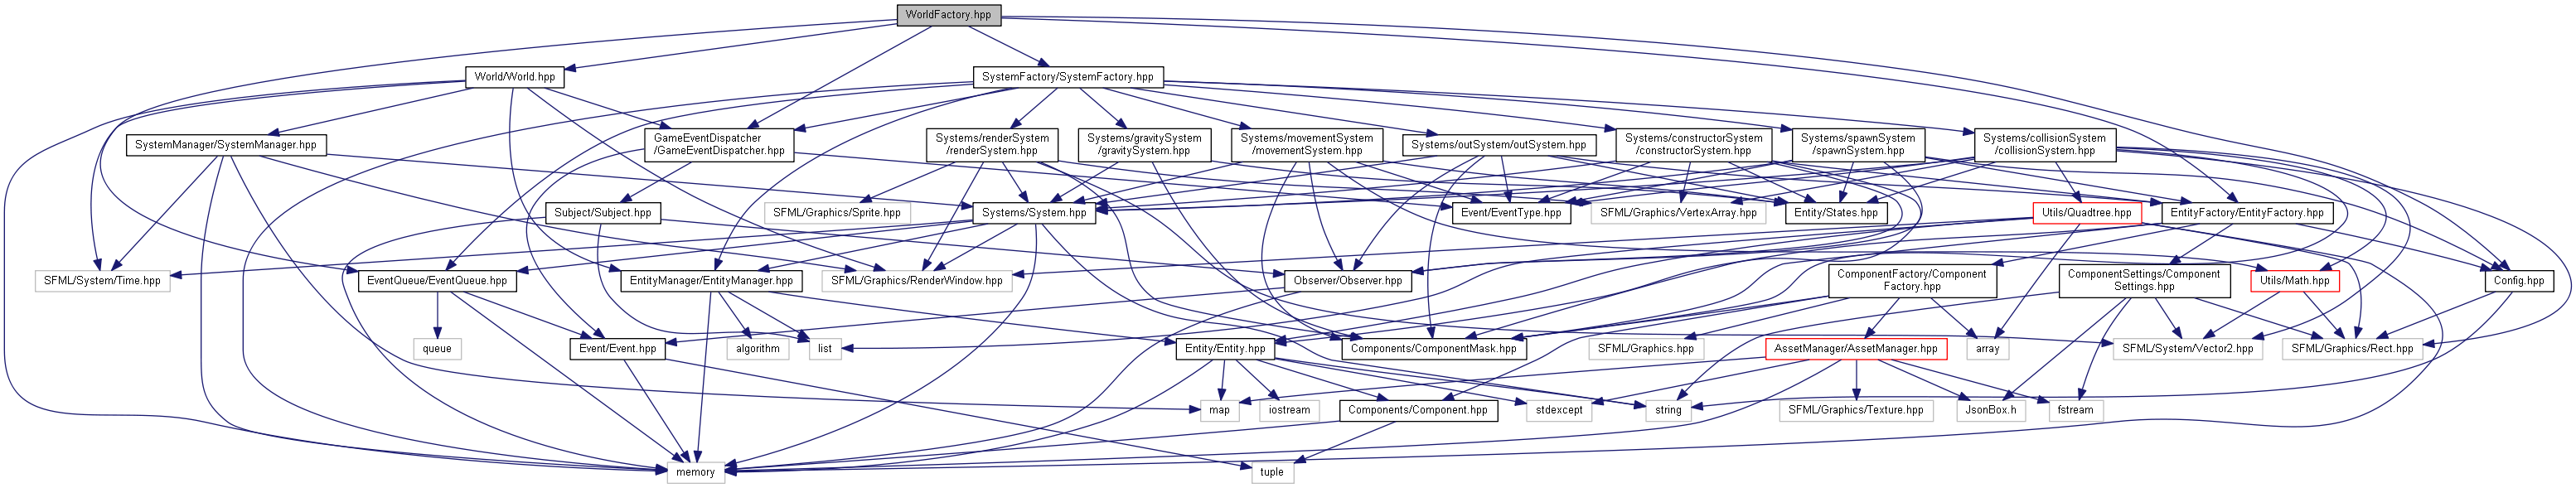 WorldFactory.hpp
World/World.hpp
SystemFactory/SystemFactory.hpp
SystemManager/SystemManager.hpp
GameEventDispatcher
/GameEventDispatcher.hpp
Systems/renderSystem
/renderSystem.hpp
Systems/gravitySystem
/gravitySystem.hpp
Systems/movementSystem
/movementSystem.hpp
Systems/outSystem/outSystem.hpp
Systems/constructorSystem
/constructorSystem.hpp
Systems/spawnSystem
/spawnSystem.hpp
Systems/collisionSystem
/collisionSystem.hpp
Subject/Subject.hpp
SFML/Graphics/Sprite.hpp
Systems/System.hpp
Event/EventType.hpp
SFML/Graphics/VertexArray.hpp
Entity/States.hpp
Utils/Quadtree.hpp
EntityFactory/EntityFactory.hpp
SFML/System/Time.hpp
EventQueue/EventQueue.hpp
EntityManager/EntityManager.hpp
SFML/Graphics/RenderWindow.hpp
Observer/Observer.hpp
ComponentFactory/Component
Factory.hpp
ComponentSettings/Component
Settings.hpp
Utils/Math.hpp
Config.hpp
queue
Event/Event.hpp
algorithm
list
Entity/Entity.hpp
Components/ComponentMask.hpp
SFML/Graphics.hpp
AssetManager/AssetManager.hpp
array
SFML/System/Vector2.hpp
SFML/Graphics/Rect.hpp
map
iostream
Components/Component.hpp
stdexcept
string
SFML/Graphics/Texture.hpp
JsonBox.h
fstream
memory
tuple